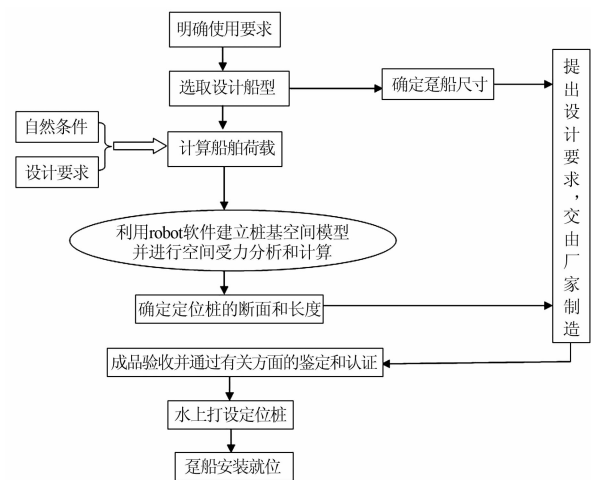 明确使用要求
选取设计船型
确定趸船尺寸
提出设计要求，交由厂家制造
自然条件
设计要求
计算船舶荷载
利用robot软件建立桩基空间模型
并进行空间受力分析和计算
确定定位桩的断面和长度
成品验收并通过有关方面的鉴定和认证
水上打设定位桩
趸船安装就位